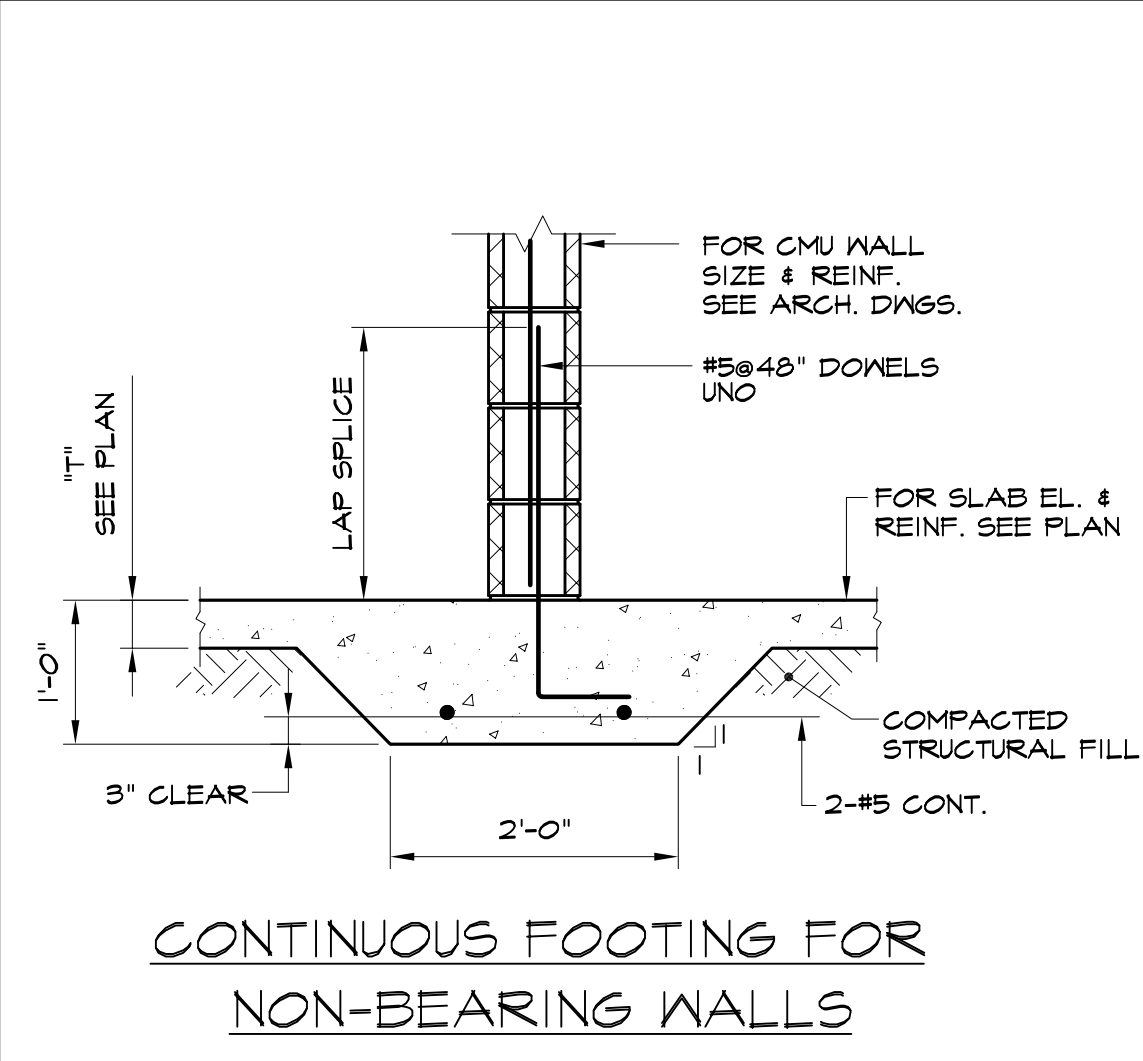 FOR CMU WALL
SIZE & REINF.
SEE ARCH. DWGS.
#5@48" DOWELS
UNO
"T"
SEE PLAN
LAP SPLICE
FOR SLAB EL. &
REINF. SEE PLAN
1'-0"
COMPACTED
STRUCTURAL FILL
1
1
3" CLEAR
2-#5 CONT.
2'-0"
CONTINUOUS FOOTING FOR
NON-BEARING WALLS